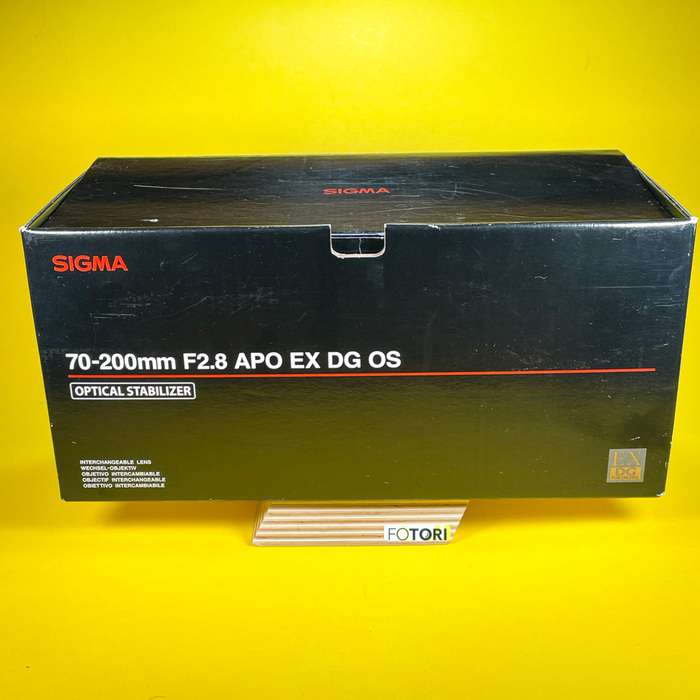 SIGMA
SIGMA
70-200mm F2.8 APO EX DG OS
OPTICAL STABILIZER
INTERCHANGEABLE LENS
WECHSEL-OBJEKTIV
OBJETIVO INTERCAMBIABLE
OBJECTIF INTERCHANGEABLE
OBIETTIVO INTERCAMBIABILE
EX
DG
FOTORI